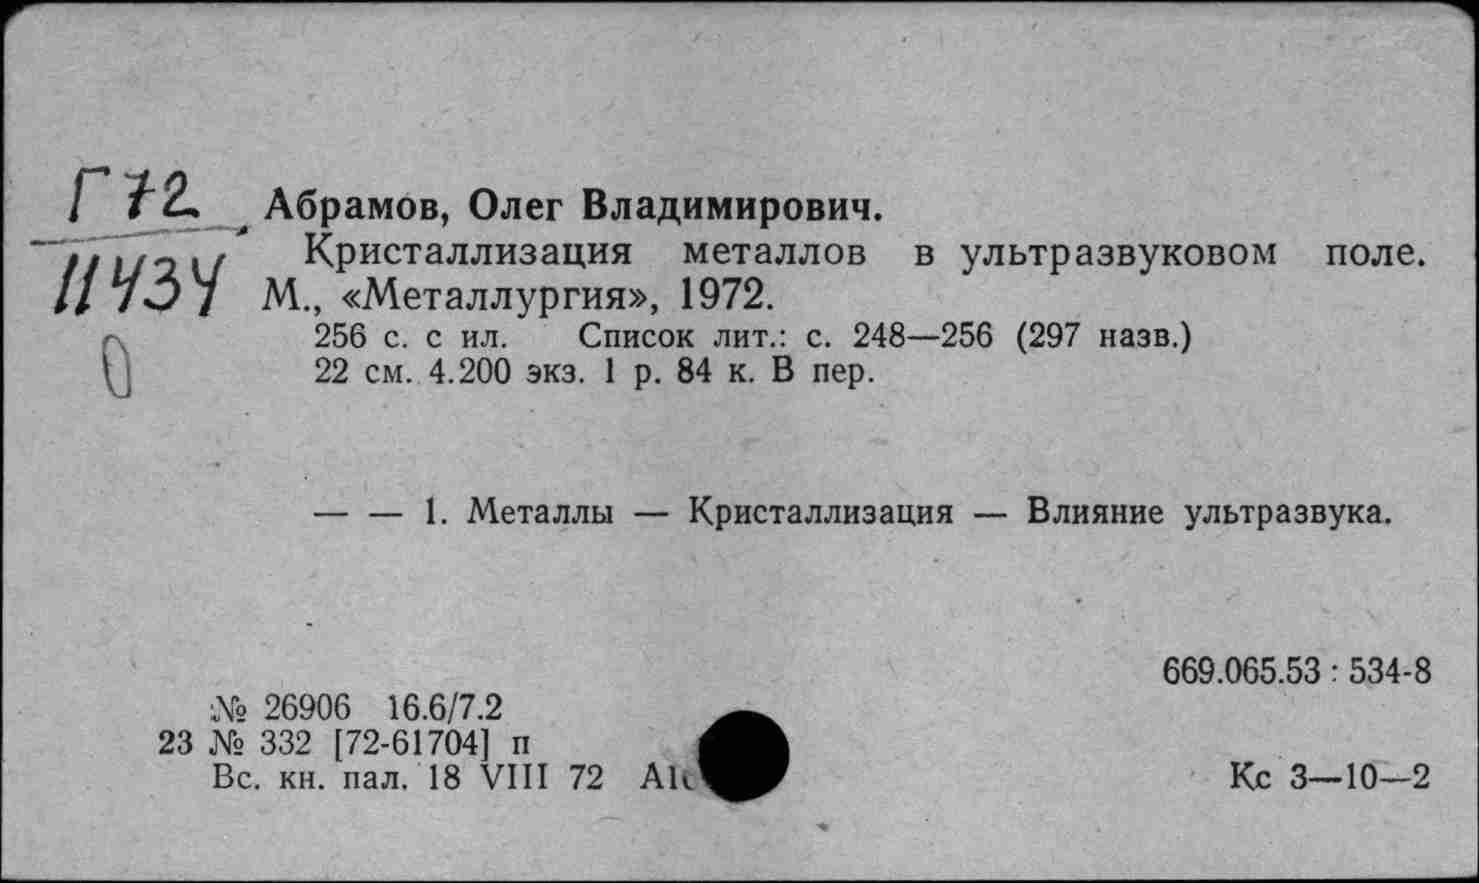 Г72
11434
0
Абрамов, Олег Владимирович.
Кристаллизация металлов в ультразвуковом поле.
М., «Металлургия», 1972.
256 с. с ил. Список лит.: с. 248—256 (297 назв.)
22 см. 4.200 экз. 1 р. 84 к. В пер.
— — 1. Металлы — Кристаллизация — Влияние ультразвука.
669.065.53 : 534-8
№ 26906 16.6/7.2
23 № 332 [72-61704] п
Вс. кн. пал. 18 VIII 72
Кс 3—10—2